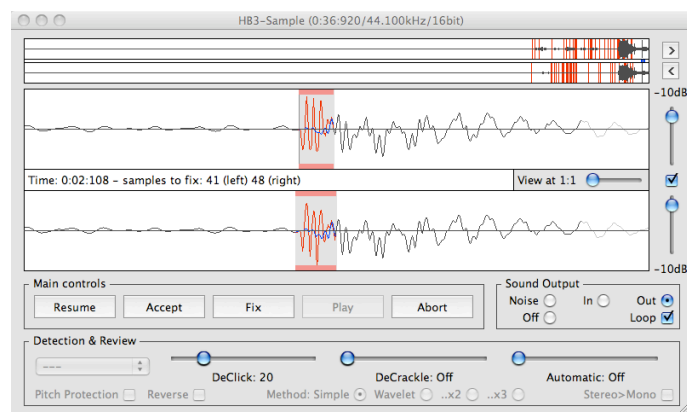 HB3-Sample (0:36:920/44.100kHz/16bit)
>
<
-10dB
Time: 0:02:108 - samples to fix: 41 (left) 48 (right)
View at 1:1
-10dB
Main controls
Resume Accept Fix Play Abort
Sound Output
Noise In Out
Off Loop
Detection & Review
---
DeClick: 20 DeCrackle: Off Automatic: Off
Pitch Protection Reverse Method: Simple Wavelet ..x2 ..x3 Stereo>Mono